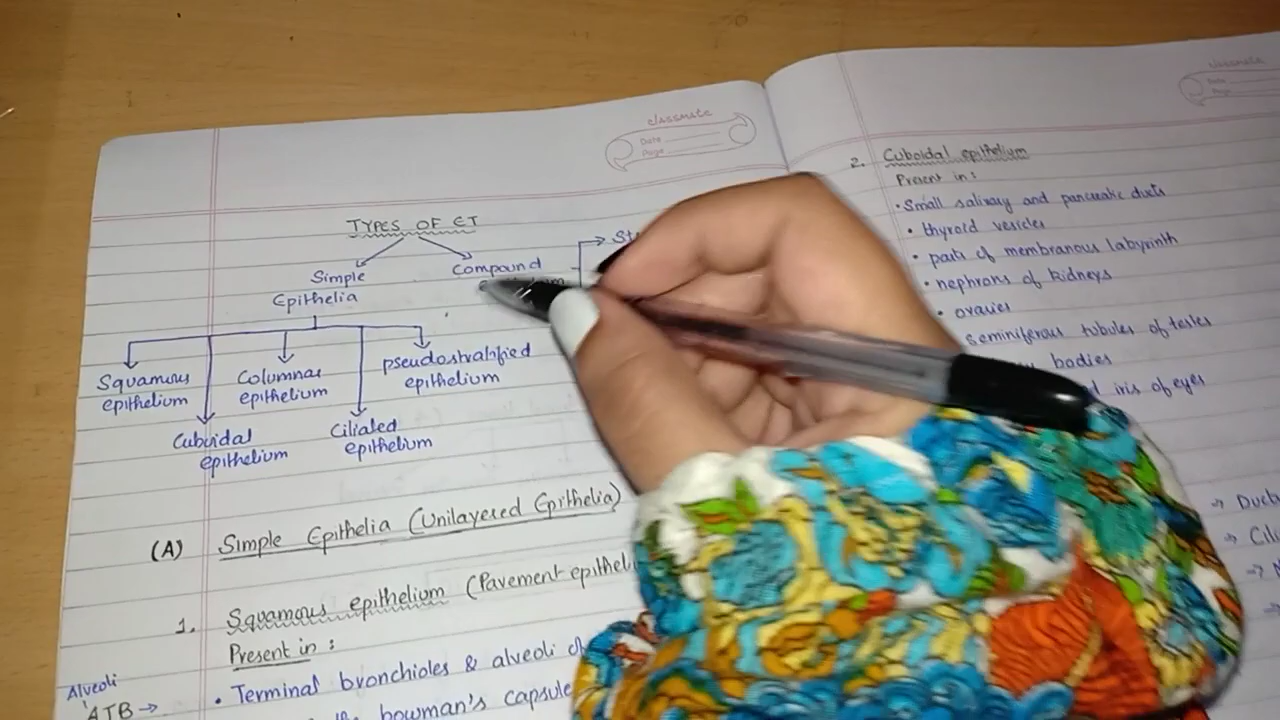 classmate
Date
Page
TYPES OF ET
Simple
Epithelia
Compound
Squamous
epithelium
Columnar
epithelium
pseudostratified
epithelium
Cuboidal
epithelium
Ciliated
epithelium
(A) Simple Epithelia (Unilayered Epithelia)
1. Squamous epithelium (Pavement
Present in :
Alveoli
ATB → • Terminal bronchioles & alveoli of
bowman's capsule
classmate
Date
Page
2. Cuboidal epithelium
Present in :
• Small salivary and pancreatic ducts
• thyroid vesicles
• parts of membranous labyrinth
• nephrons of kidneys
• ovaries
seminiferous tubules of testes
bodies
iris of eyes